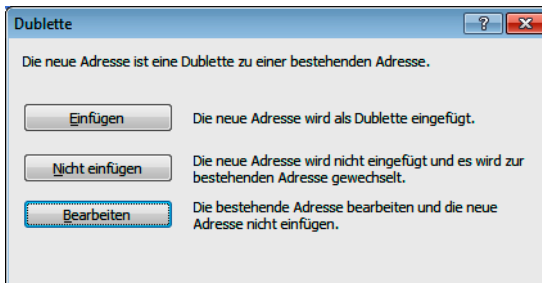 Dublette
?
Die neue Adresse ist eine Dublette zu einer bestehenden Adresse.
Einfügen
Die neue Adresse wird als Dublette eingefügt.
Nicht einfügen
Die neue Adresse wird nicht eingefügt und es wird zur
bestehenden Adresse gewechselt.
Bearbeiten
Die bestehende Adresse bearbeiten und die neue
Adresse nicht einfügen.